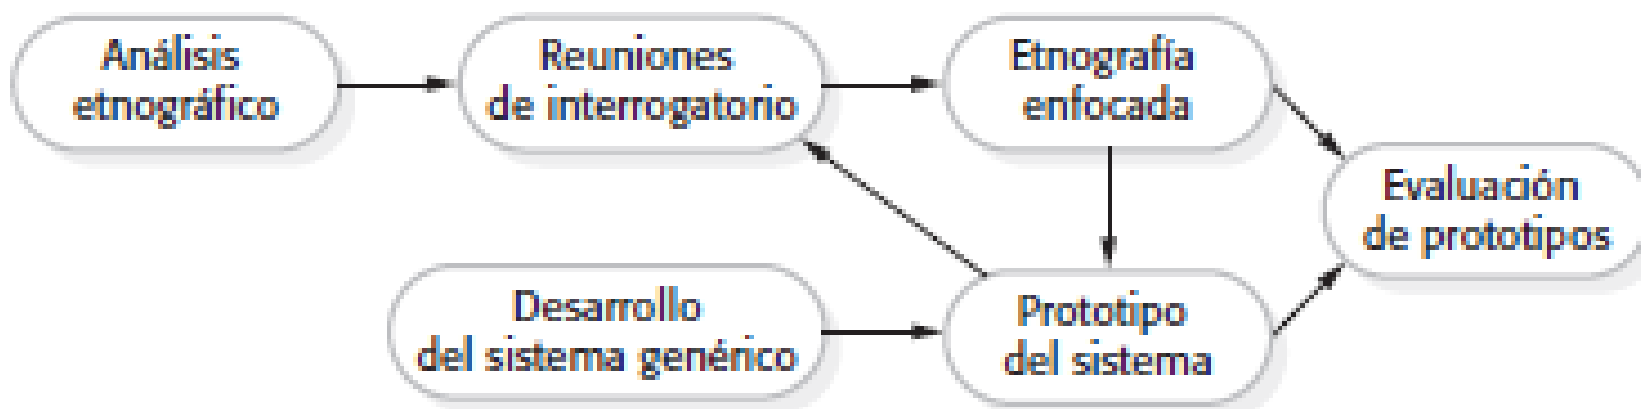 Análisis
etnográfico
Reuniones
de interrogatorio
Etnografía
enfocada
Evaluación
de prototipos
Desarrollo
del sistema genérico
Prototipo
del sistema